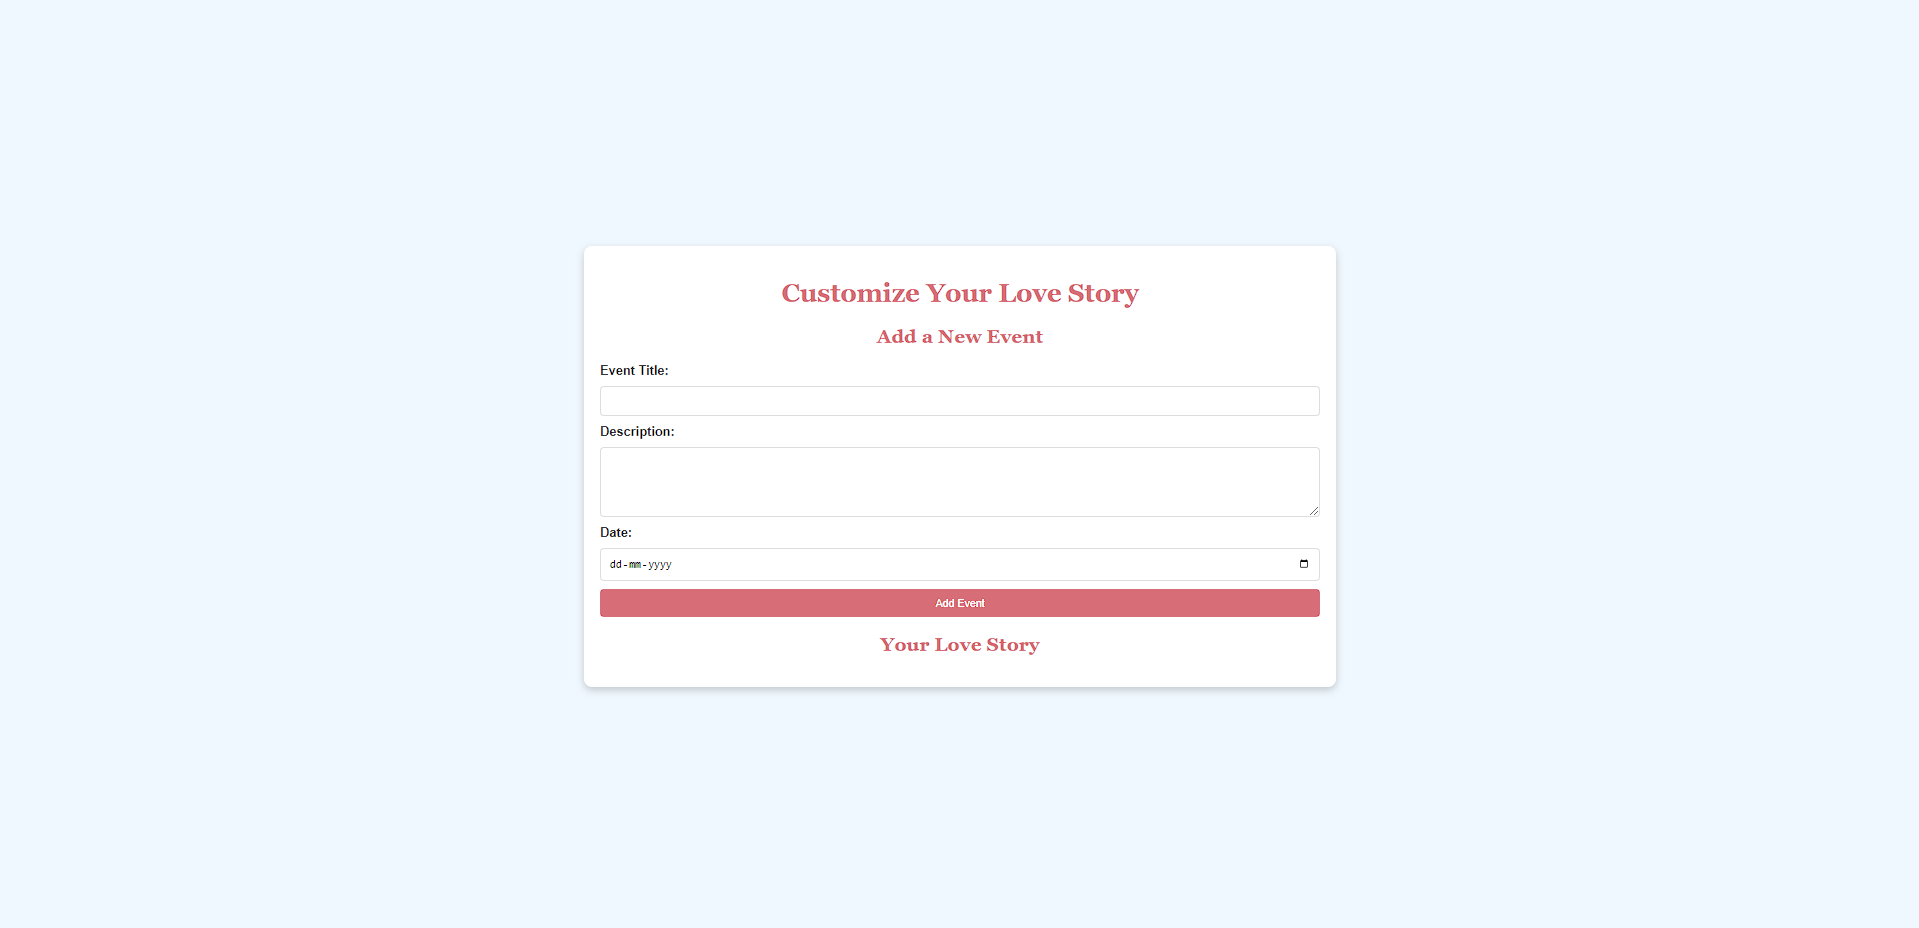 Customize Your Love Story
Add a New Event
Event Title:
Description:
Date:
dd-mm-yyyy
Add Event
Your Love Story